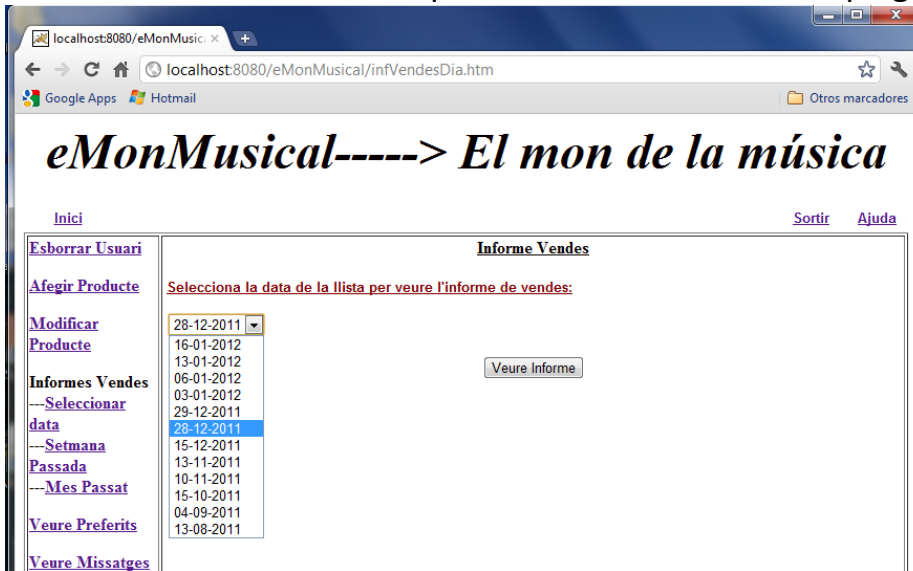 localhost:8080/eMonMusic
localhost:8080/eMonMusical/infVendesDia.htm
Google Apps Hotmail Otros marcadores
eMonMusical-----> El mon de la música
Inici Sortir Ajuda
Esborrar Usuari
Afegir Producte
Modificar
Producte
Informes Vendes
---Seleccionar
data
---Setmana
Passada
---Mes Passat
Veure Preferits
Veure Missatges
Informe Vendes
Selecciona la data de la llista per veure l'informe de vendes:
28-12-2011
16-01-2012
13-01-2012
06-01-2012
03-01-2012
29-12-2011
28-12-2011
15-12-2011
13-11-2011
10-11-2011
15-10-2011
04-09-2011
13-08-2011
Veure Informe